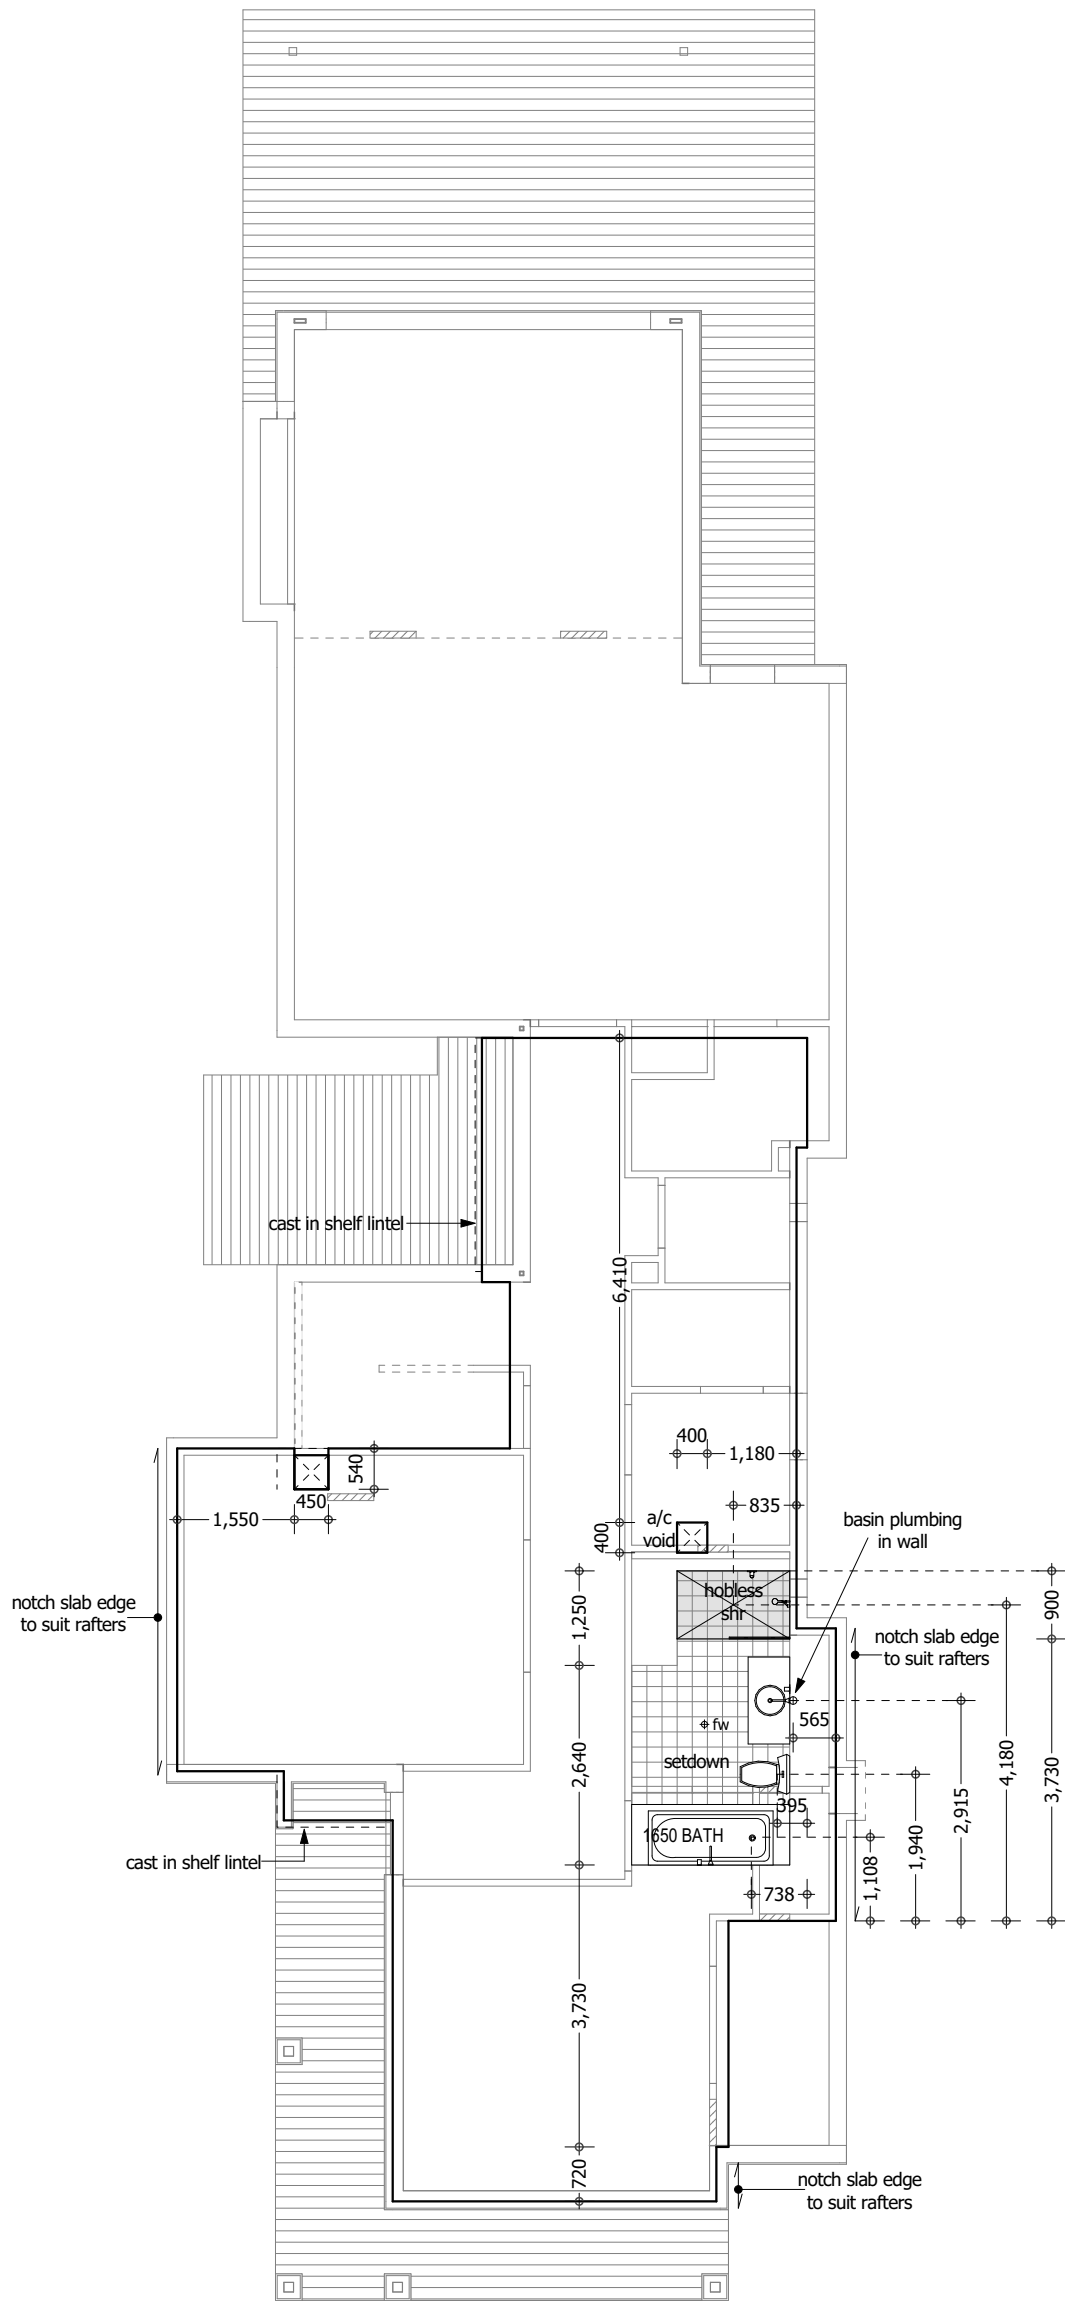 cast in shelf lintel
6,410
400
1,180
540
450
1,550
835
a/c
void
400
basin plumbing
in wall
notch slab edge
to suit rafters
hobless
shr
1,250
900
notch slab edge
to suit rafters
fw
565
setdown
2,640
4,180
3,730
2,915
395
1650 BATH
1,940
1,108
cast in shelf lintel
738
3,730
720
notch slab edge
to suit rafters